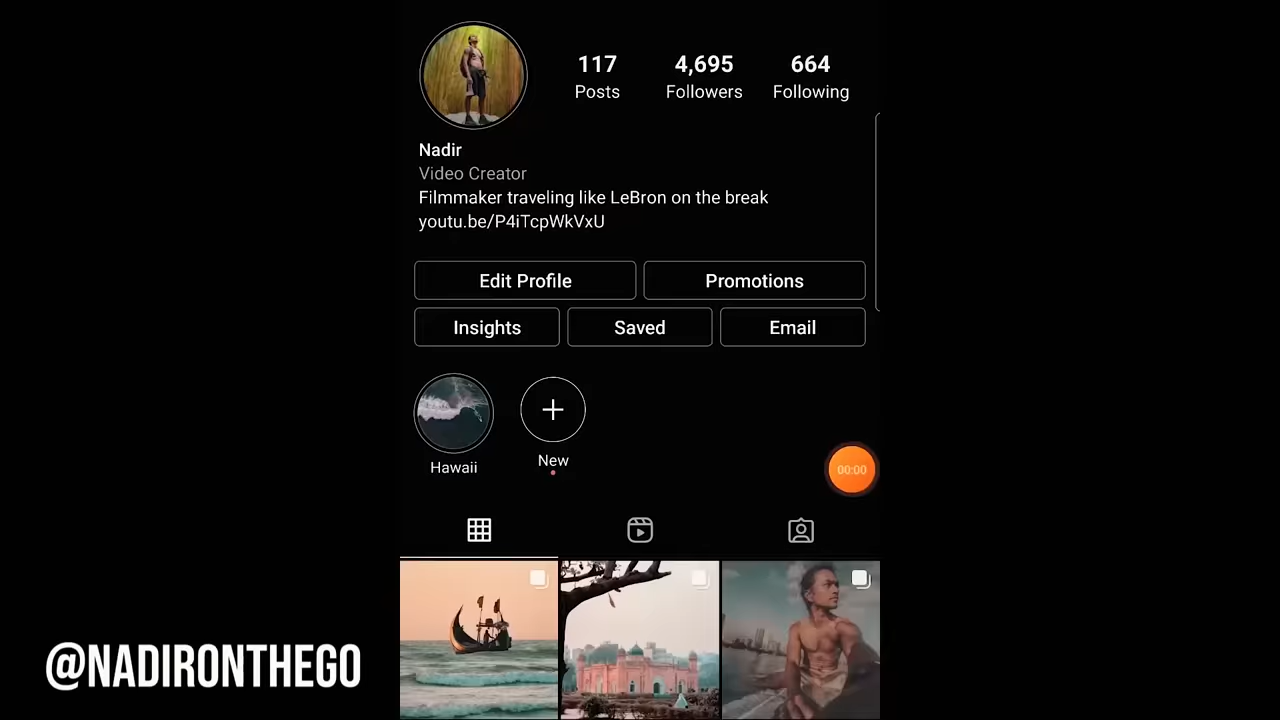 117 4,695 664
Posts Followers Following
Nadir
Video Creator
Filmmaker traveling like LeBron on the break
youtu.be/P4iTcpWkVxU
Edit Profile Promotions
Insights Saved Email
Hawaii New
00:00
@NADIRONTHEGO